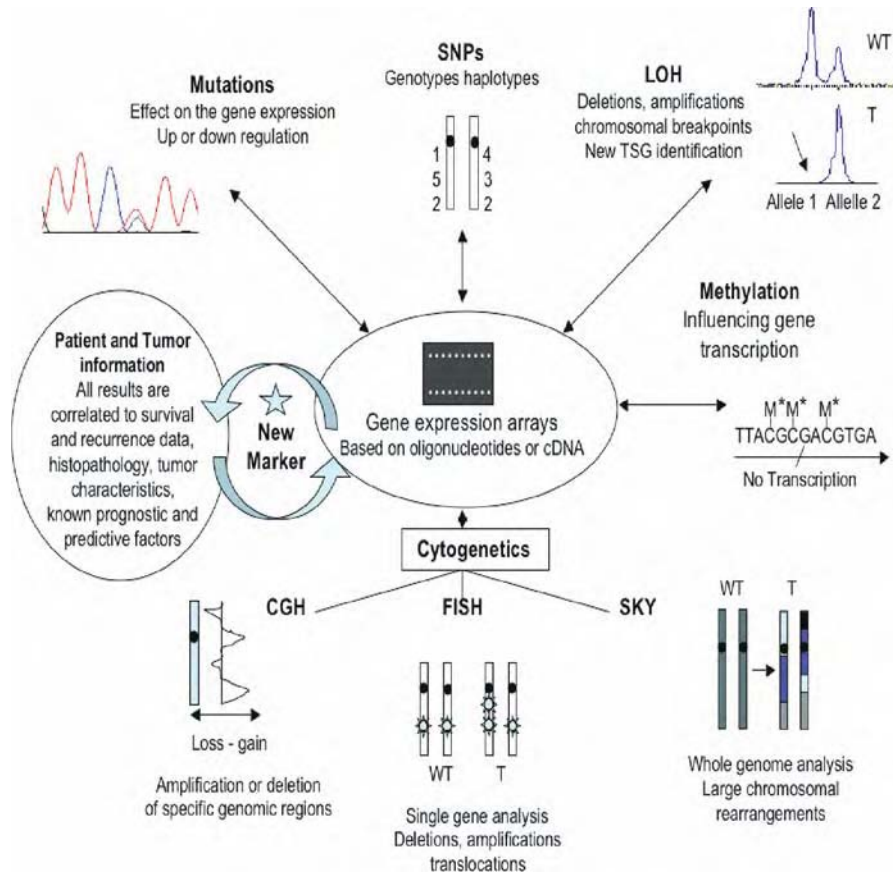 SNPs
Genotypes haplotypes
1 4
5 3
2 2
Mutations
Effect on the gene expression
Up or down regulation
LOH
Deletions, amplifications
chromosomal breakpoints
New TSG identification
WT
T
Allele 1 Allelle 2
Methylation
Influencing gene
transcription
M* M* M*
TTACGCGACGTGA
No Transcription
Patient and Tumor
information
All results are
correlated to survival
and recurrence data,
histopathology, tumor
characteristics,
known prognostic and
predictive factors
New
Marker
Gene expression arrays
Based on oligonucleotides or cDNA
Cytogenetics
CGH
FISH
SKY
Loss - gain
Amplification or deletion
of specific genomic regions
WT T
Single gene analysis
Deletions, amplifications
translocations
WT T
Whole genome analysis
Large chromosomal
rearrangements